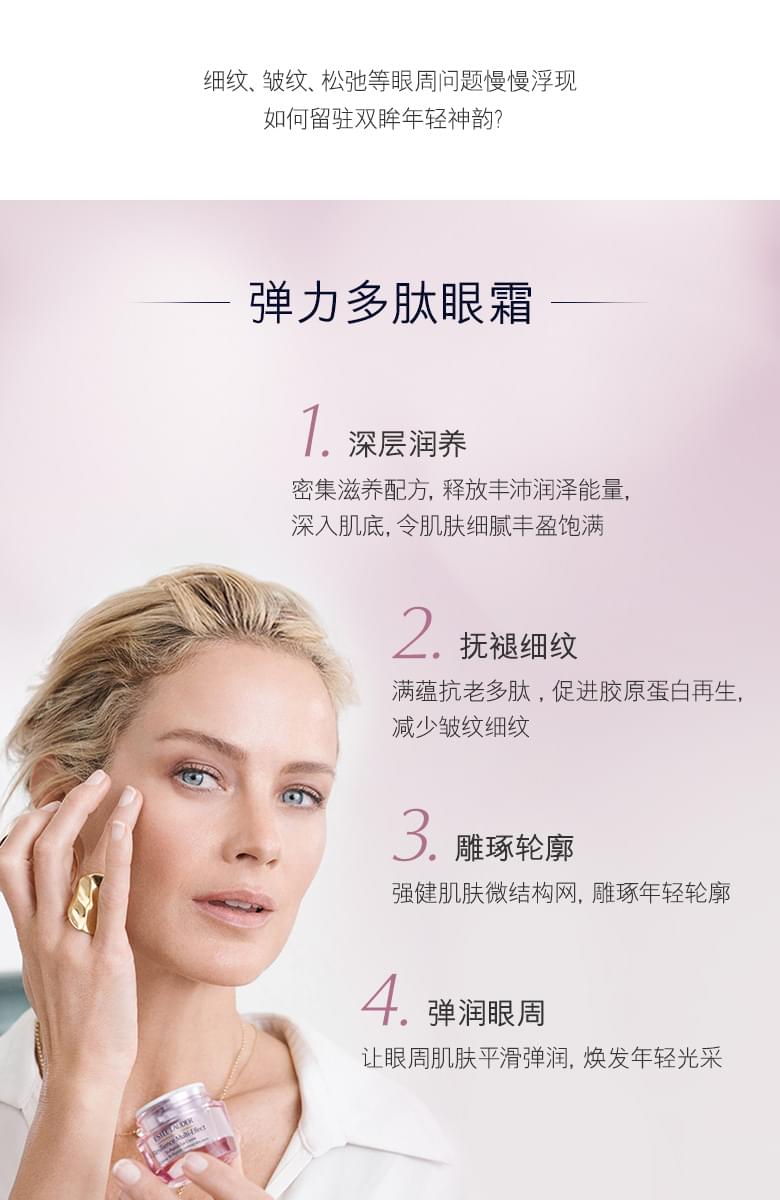 细纹、皱纹、松弛等眼周问题慢慢浮现
如何留驻双眸年轻神韵?
弹力多肽眼霜
1. 深层润养
密集滋养配方, 释放丰沛润泽能量,
深入肌底, 令肌肤细腻丰盈饱满
2. 抚褪细纹
满蕴抗老多肽 , 促进胶原蛋白再生,
减少皱纹细纹
3. 雕琢轮廓
强健肌肤微结构网, 雕琢年轻轮廓
4. 弹润眼周
让眼周肌肤平滑弹润, 焕发年轻光采
ESTĒE LAUDER
Multi-Effect